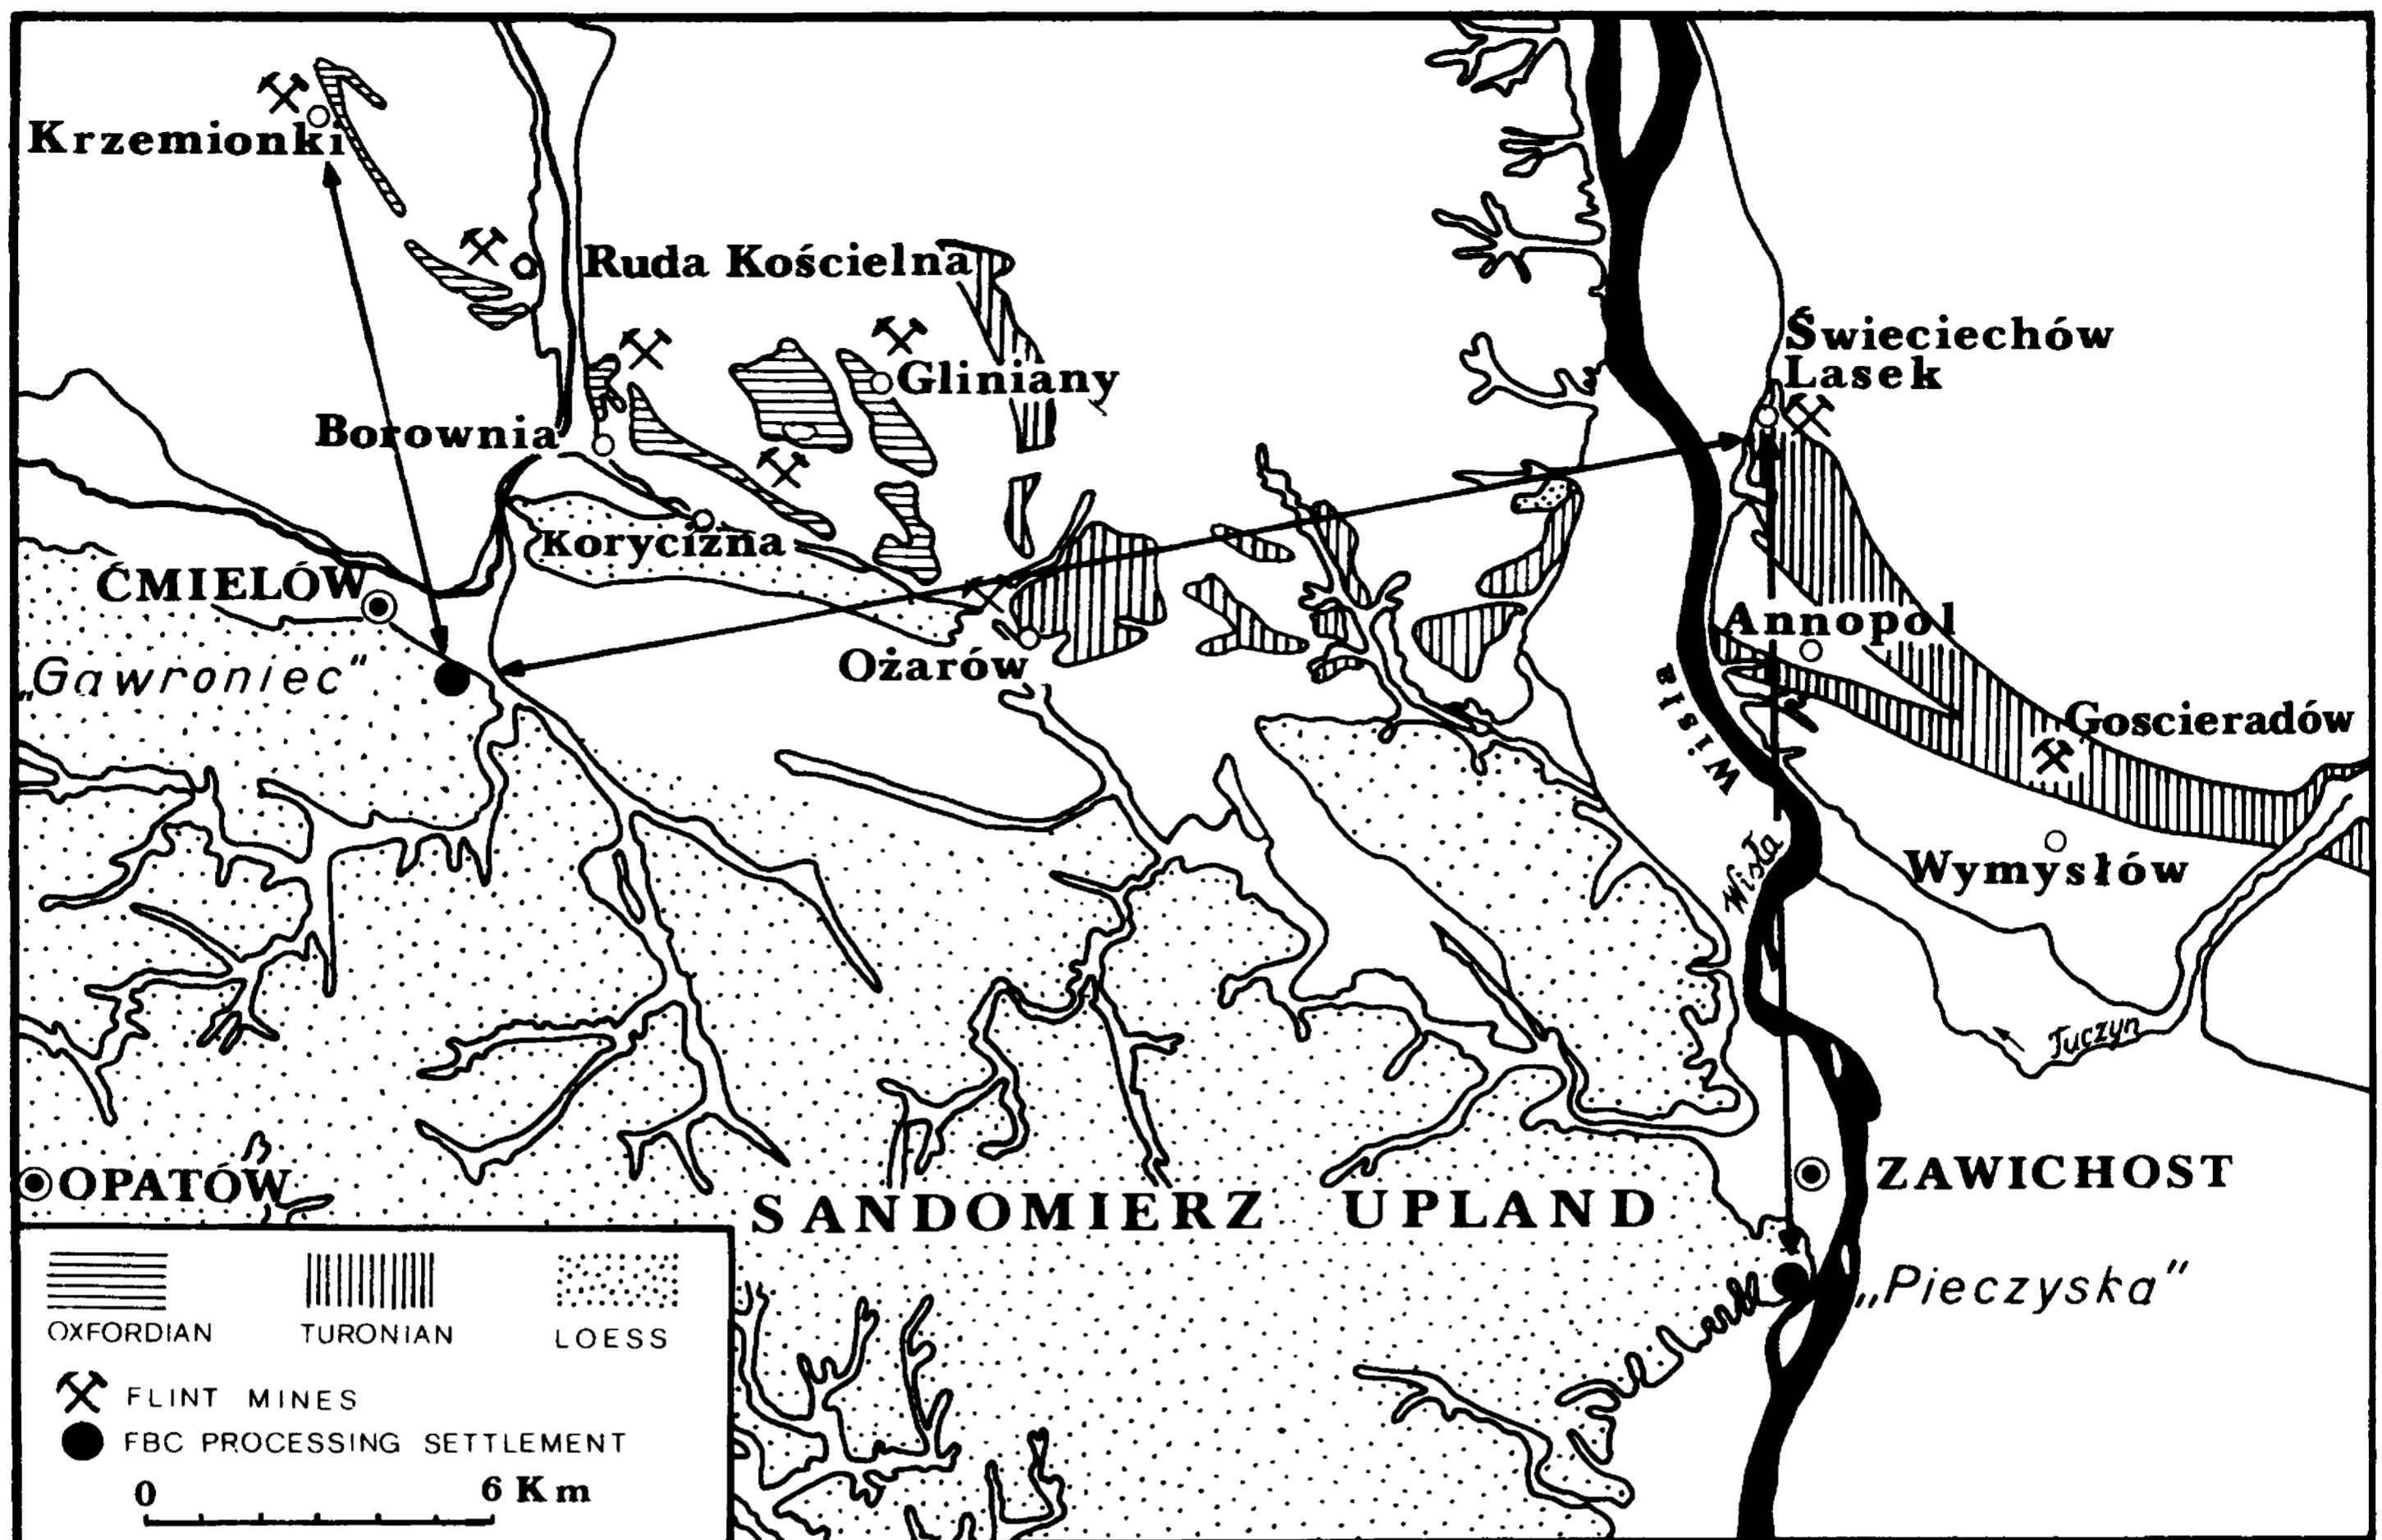 Krzemionki
Ruda Kościelna
Świeciechów
Lasek
Gliniany
Borownia
Korycizna
ĆMIELÓW
„Gawroniec”
Ożarów
Annopol
Wisła
Goscieradów
Wisła
Wymysłów
Tuczyn
OPATÓW
SANDOMIERZ UPLAND
ZAWICHOST
„Pieczyska”
OXFORDIAN
TURONIAN
LOESS
FLINT MINES
FBC PROCESSING SETTLEMENT
0 6 Km